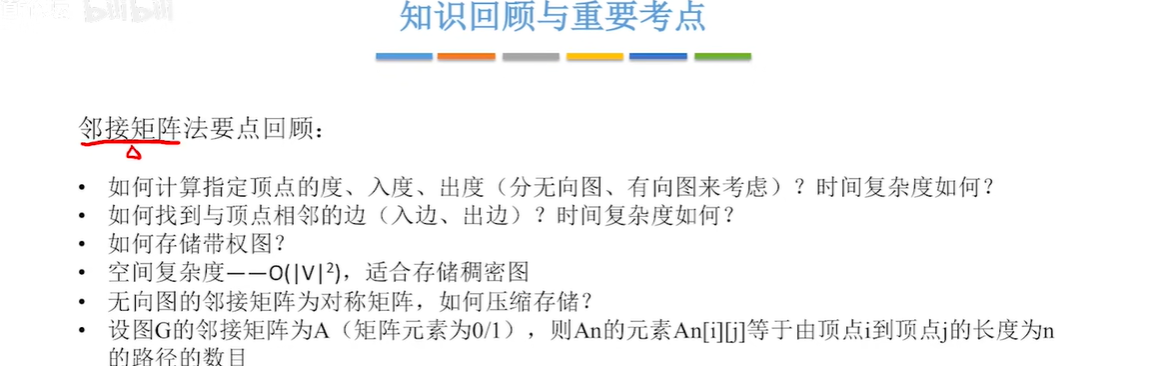 bilibili
知识回顾与重要考点
邻接矩阵法要点回顾：
• 如何计算指定顶点的度、入度、出度（分无向图、有向图来考虑）？时间复杂度如何？
• 如何找到与顶点相邻的边（入边、出边）？时间复杂度如何？
• 如何存储带权图？
• 空间复杂度——O(|V|²)，适合存储稠密图
• 无向图的邻接矩阵为对称矩阵，如何压缩存储？
• 设图G的邻接矩阵为A（矩阵元素为0/1），则An的元素An[i][j]等于由顶点i到顶点j的长度为n
的路径的数目